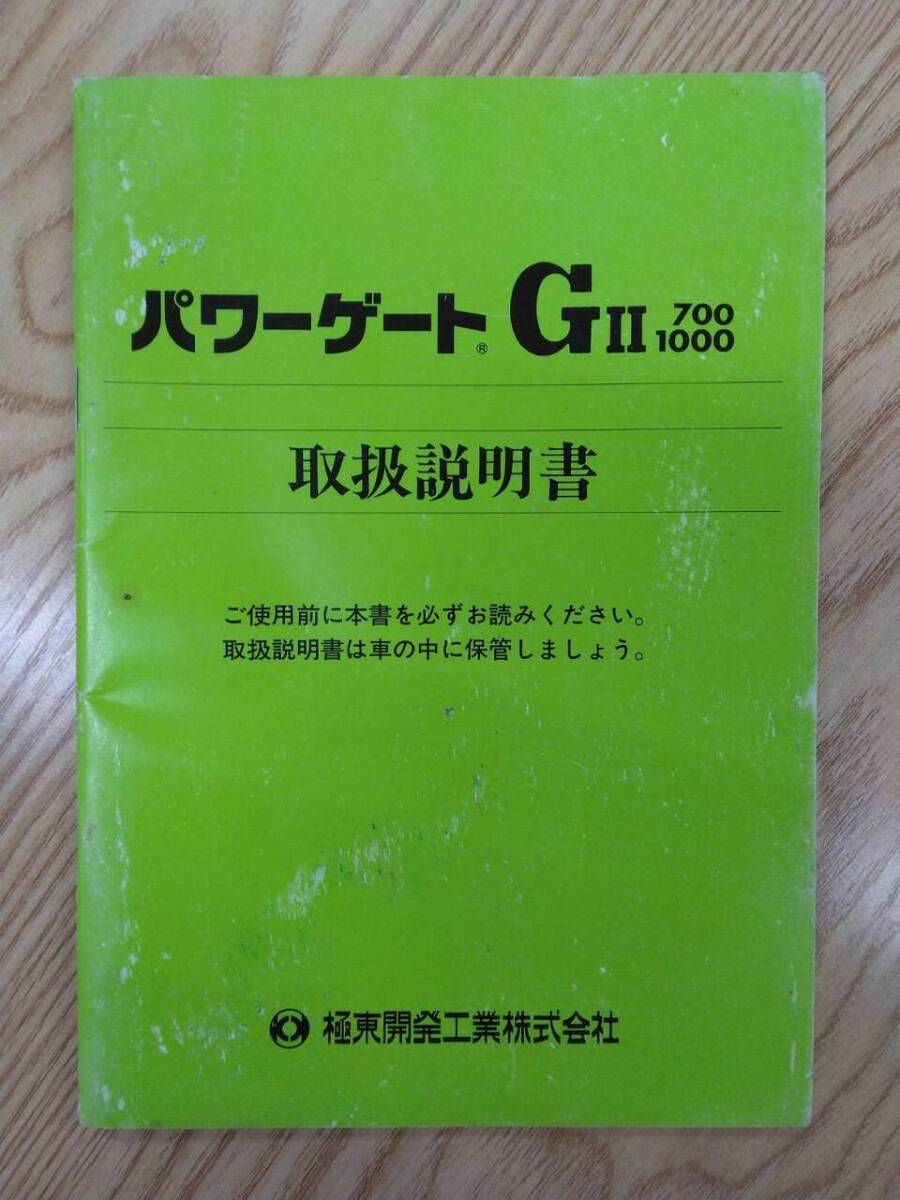 パワーゲート® GII 700 1000
取扱説明書
ご使用前に本書を必ずお読みください。
取扱説明書は車の中に保管しましょう。
極東開発工業株式会社